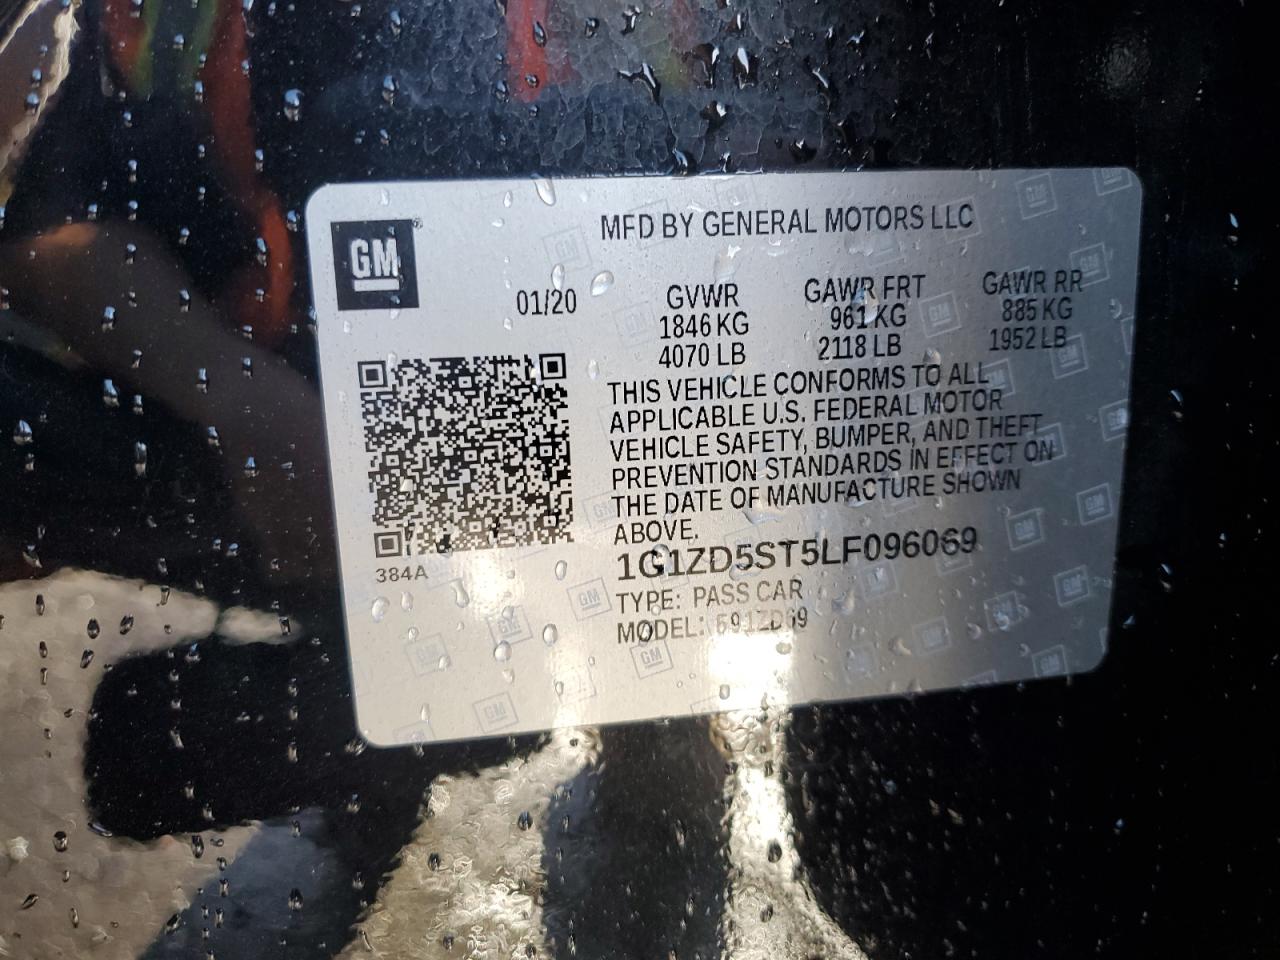 GM
MFD BY GENERAL MOTORS LLC
01/20
GVWR
1846 KG
4070 LB
GAWR FRT
961 KG
2118 LB
GAWR RR
885 KG
1952 LB
THIS VEHICLE CONFORMS TO ALL
APPLICABLE U.S. FEDERAL MOTOR
VEHICLE SAFETY, BUMPER, AND THEFT
PREVENTION STANDARDS IN EFFECT ON
THE DATE OF MANUFACTURE SHOWN
ABOVE.
384A
1G1ZD5ST5LF096069
TYPE: PASS CAR
MODEL: